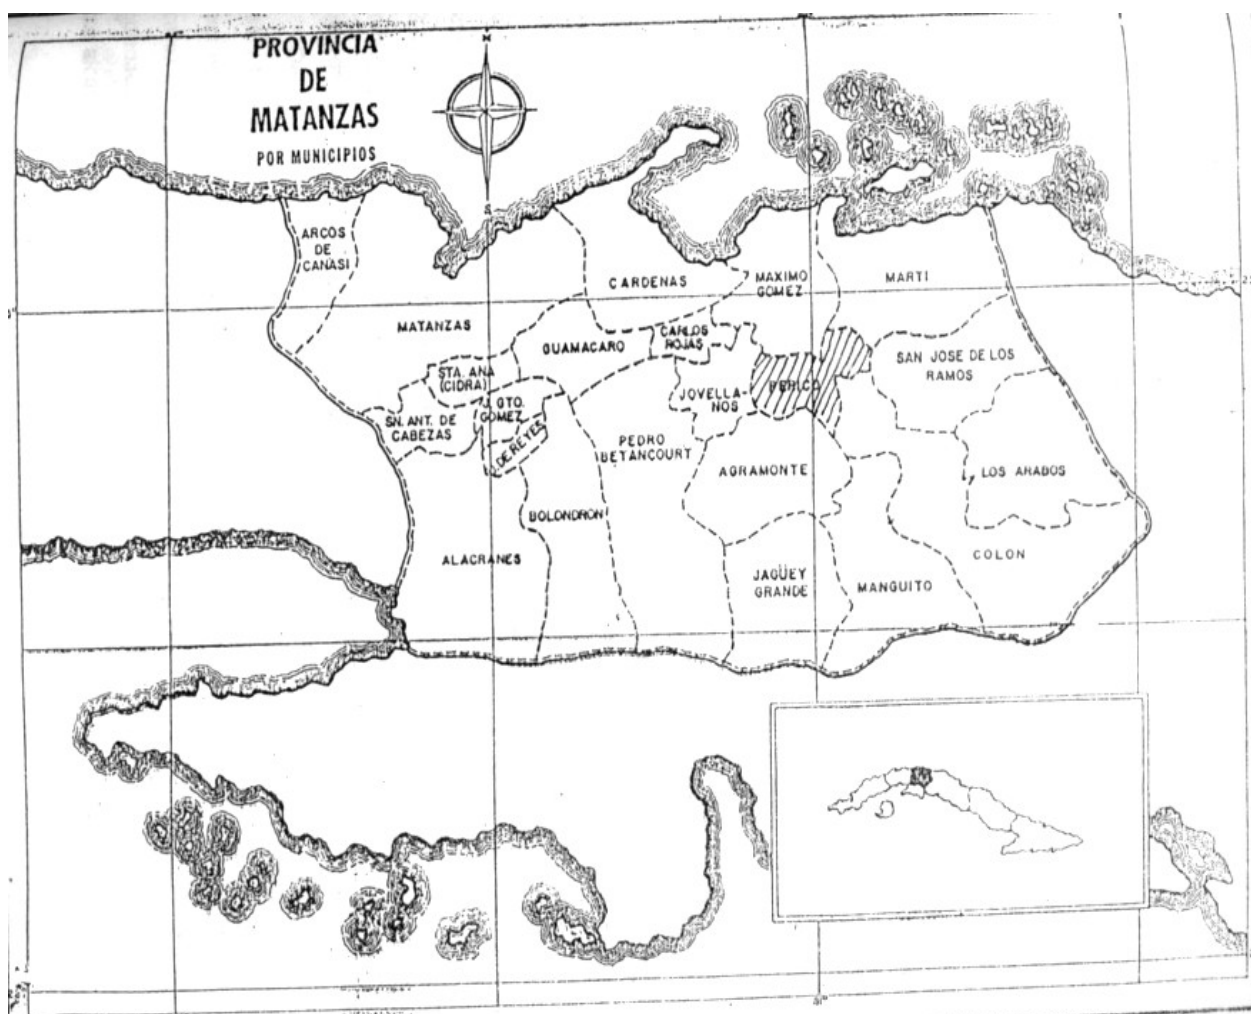 PROVINCIA
DE
MATANZAS
POR MUNICIPIOS
N
S
ARCOS
DE
CANASI
CARDENAS
MAXIMO
GOMEZ
MARTI
MATANZAS
GUAMACARO
CARLOS
ROJAS
SAN JOSE DE LOS
RAMOS
STA. ANA
(CIDRA)
PERICO
JOVELLA-
NOS
J. GTO.
GOMEZ
SN. ANT. DE
CABEZAS
U. DE REYES
PEDRO
BETANCOURT
AGRAMONTE
LOS ARABOS
BOLONDRON
ALACRANES
COLON
JAGÜEY
GRANDE
MANGUITO